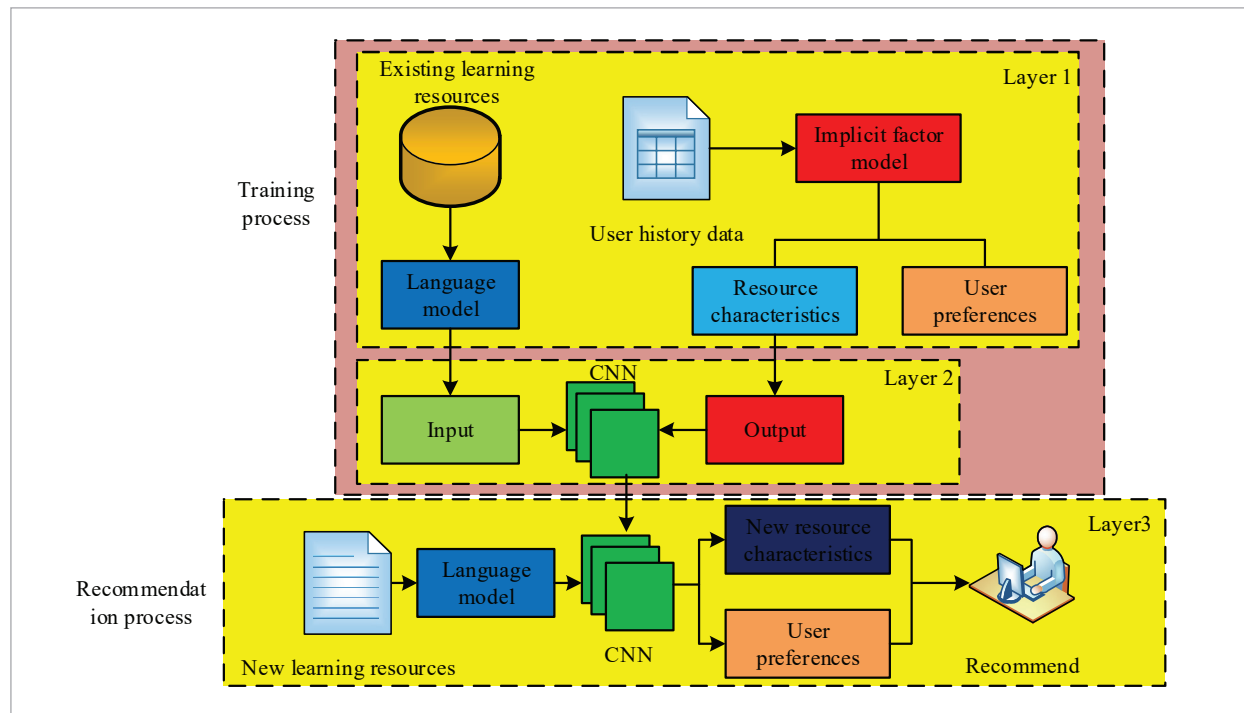 Existing learning
resources
Layer 1
Implicit factor
model
Training
process
User history data
Language
model
Resource
characteristics
User
preferences
CNN
Layer 2
Input
Output
Layer3
New resource
characteristics
Language
model
Recommendat
ion process
User
preferences
CNN
New learning resources
Recommend